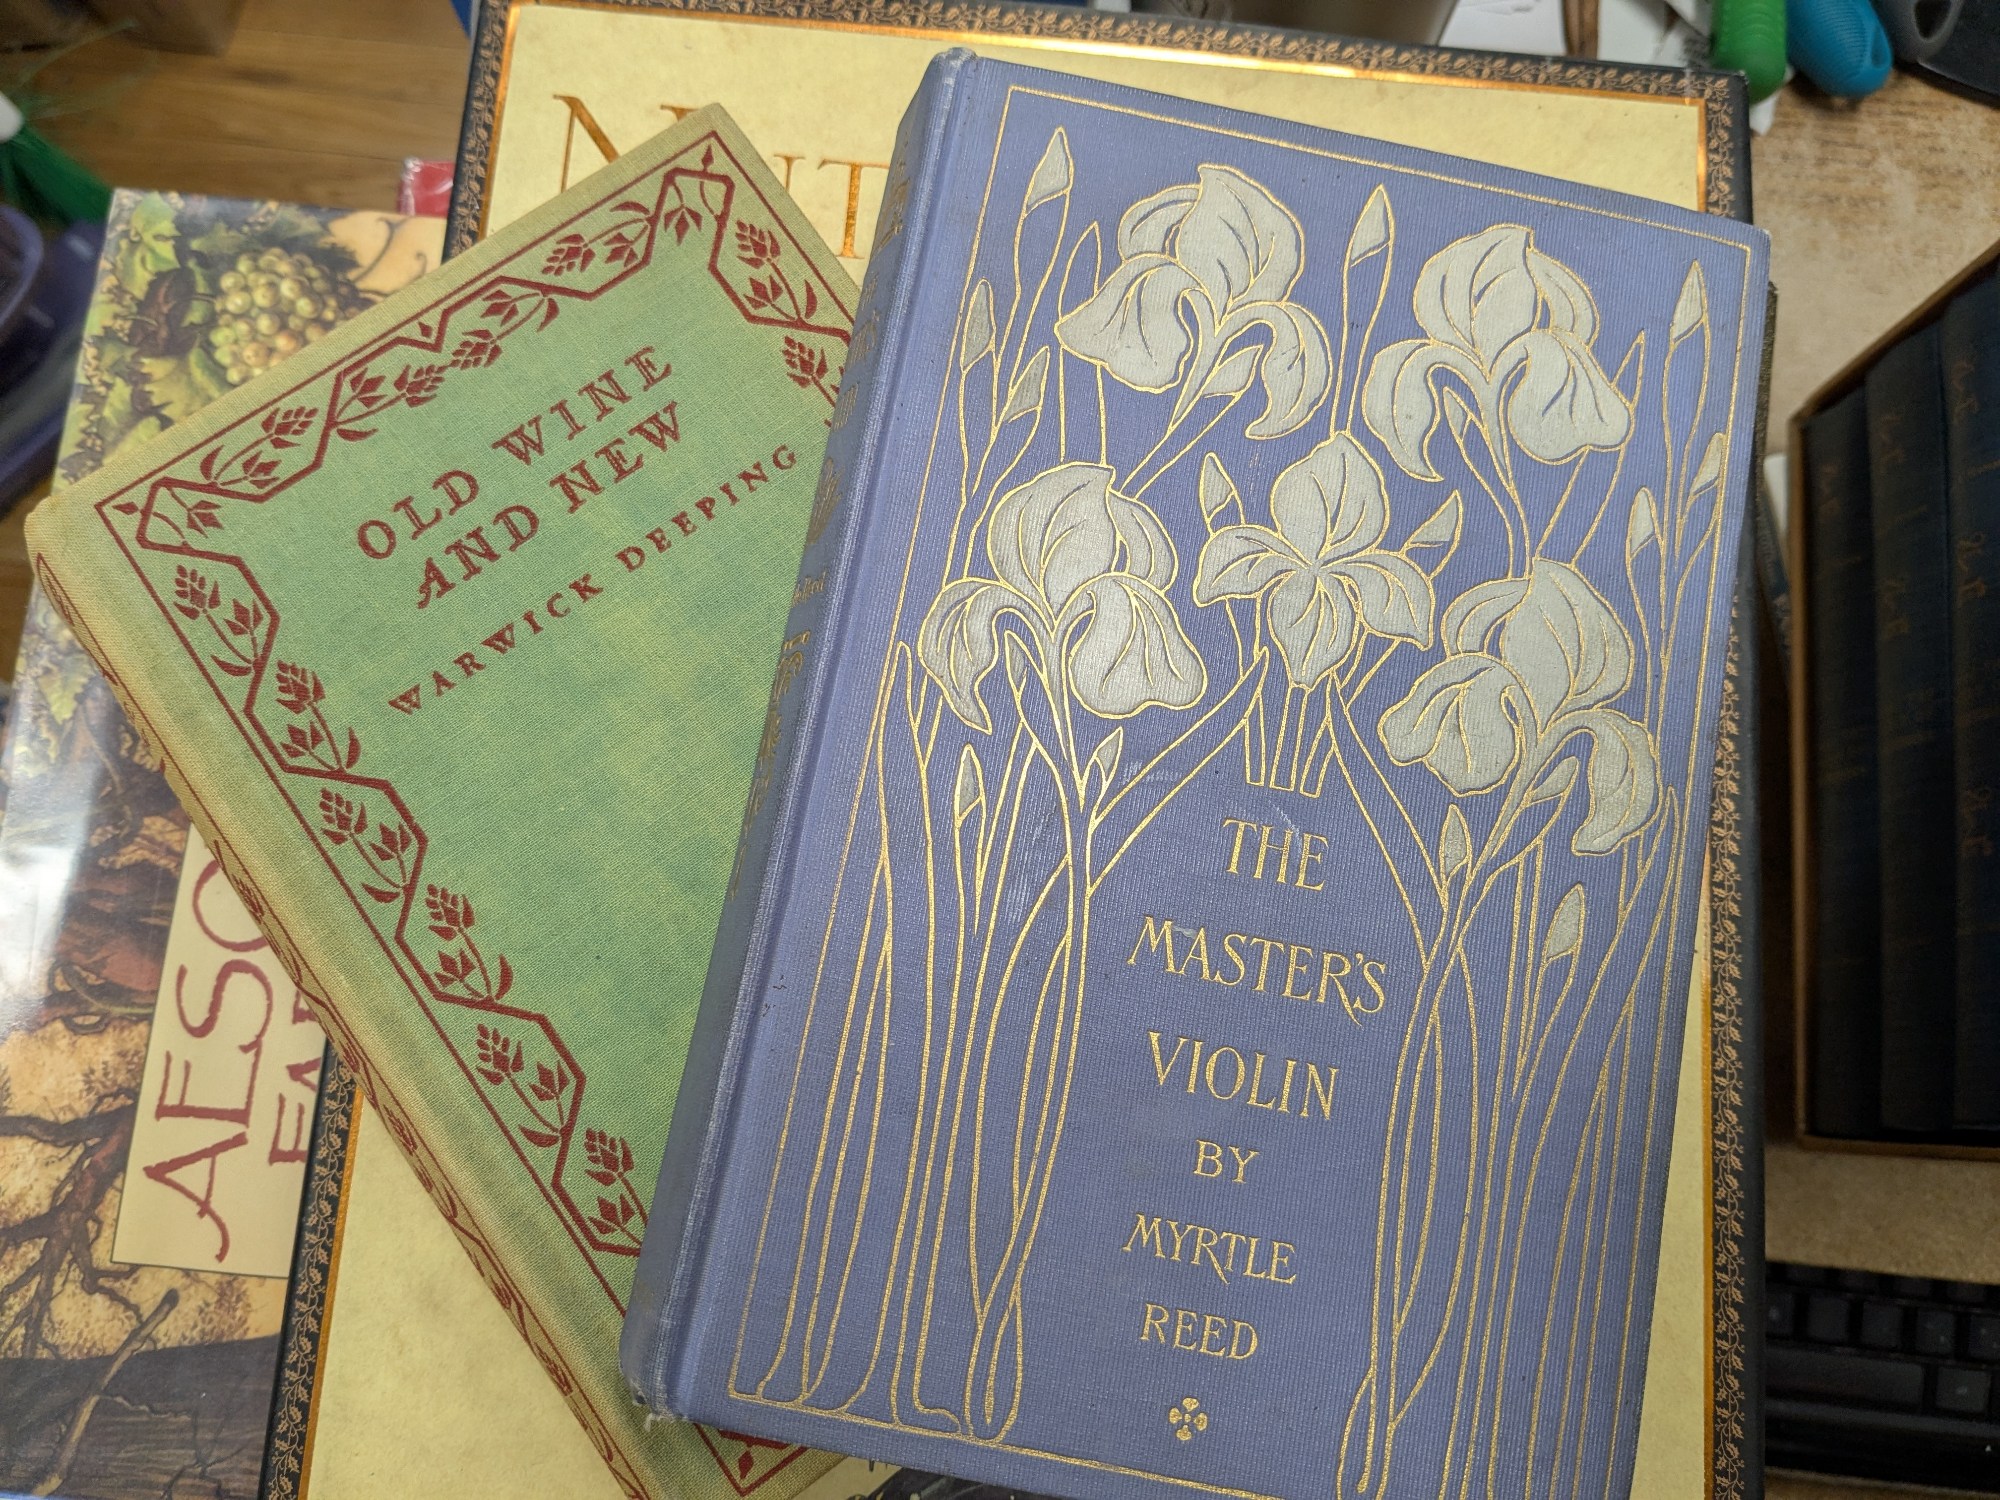 OLD WINE
AND NEW
WARWICK DEEPING
THE
MASTER'S
VIOLIN
BY
MYRTLE
REED
AESO